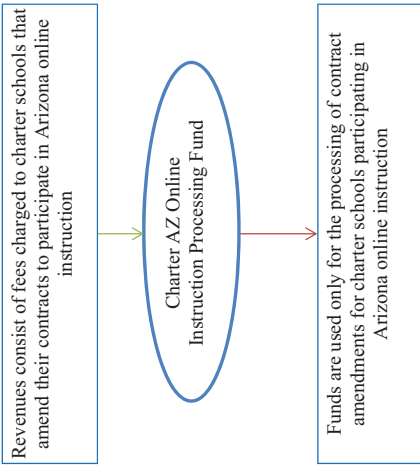 Revenues consist of fees charged to charter schools that
amend their contracts to participate in Arizona online
instruction
Charter AZ Online
Instruction Processing Fund
Funds are used only for the processing of contract
amendments for charter schools participating in
Arizona online instruction